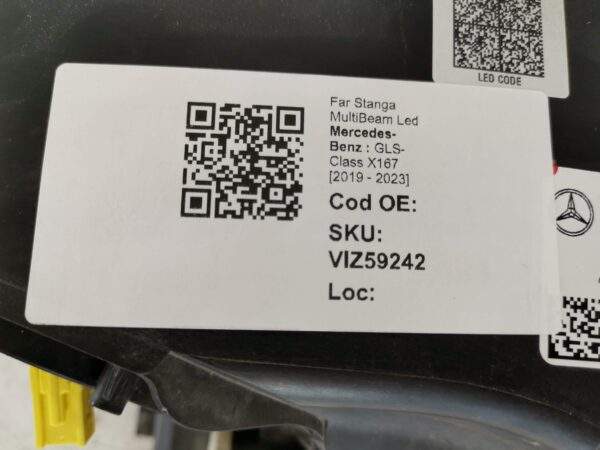 LED CODE
Far Stanga
MultiBeam Led
Mercedes-
Benz : GLS-
Class X167
[2019 - 2023]
Cod OE:
SKU:
VIZ59242
Loc: